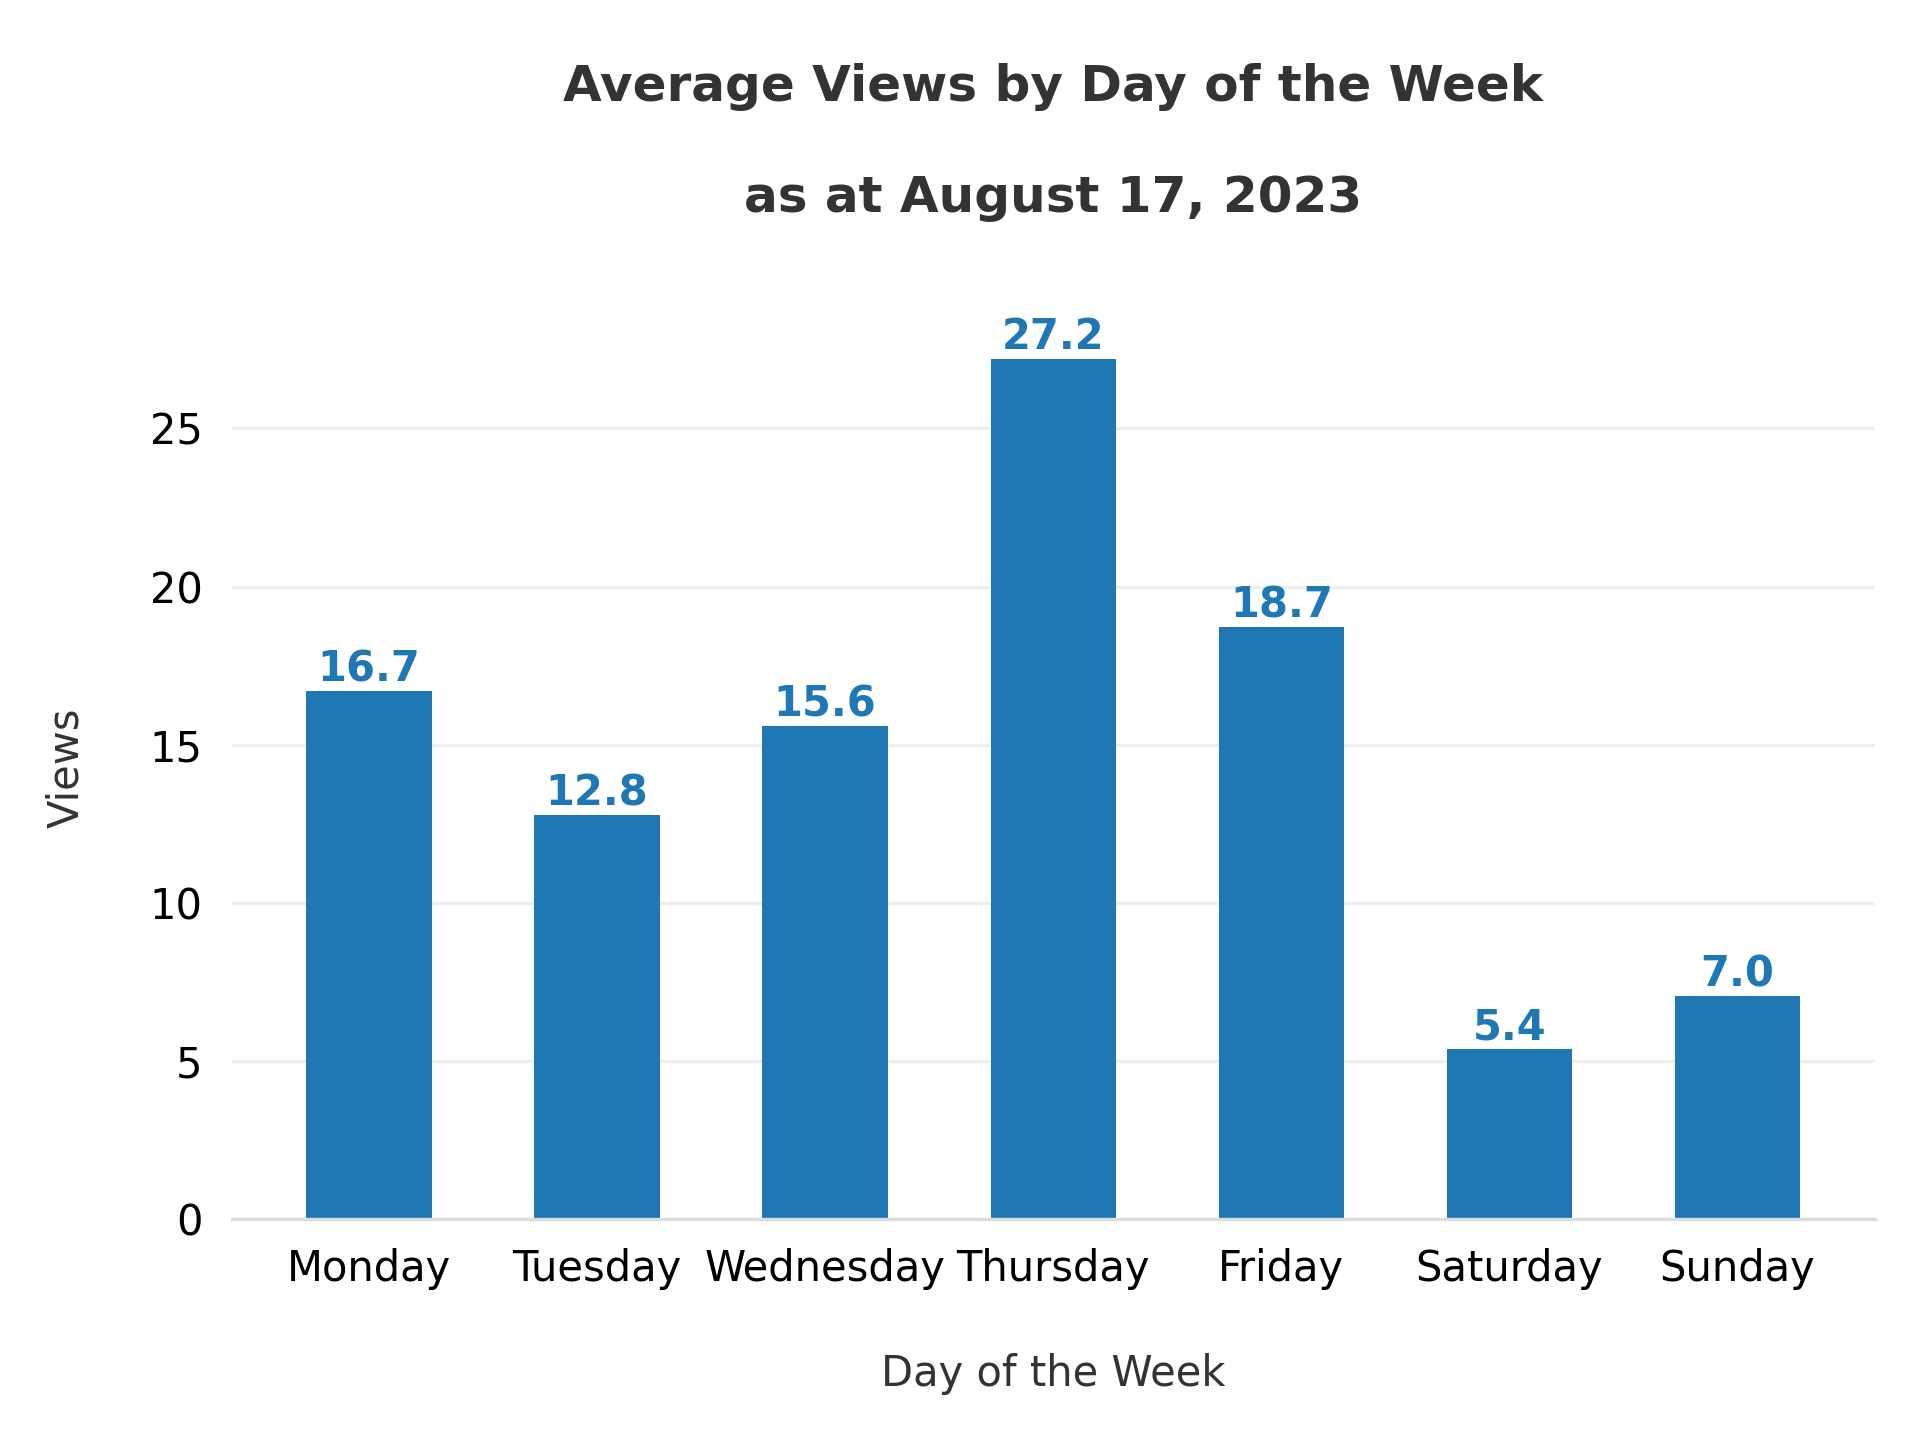 Average Views by Day of the Week
as at August 17, 2023
27.2
25
20
18.7
16.7
15.6
15
12.8
10
7.0
5.4
5
0
Views
Monday Tuesday Wednesday Thursday Friday Saturday Sunday
Day of the Week